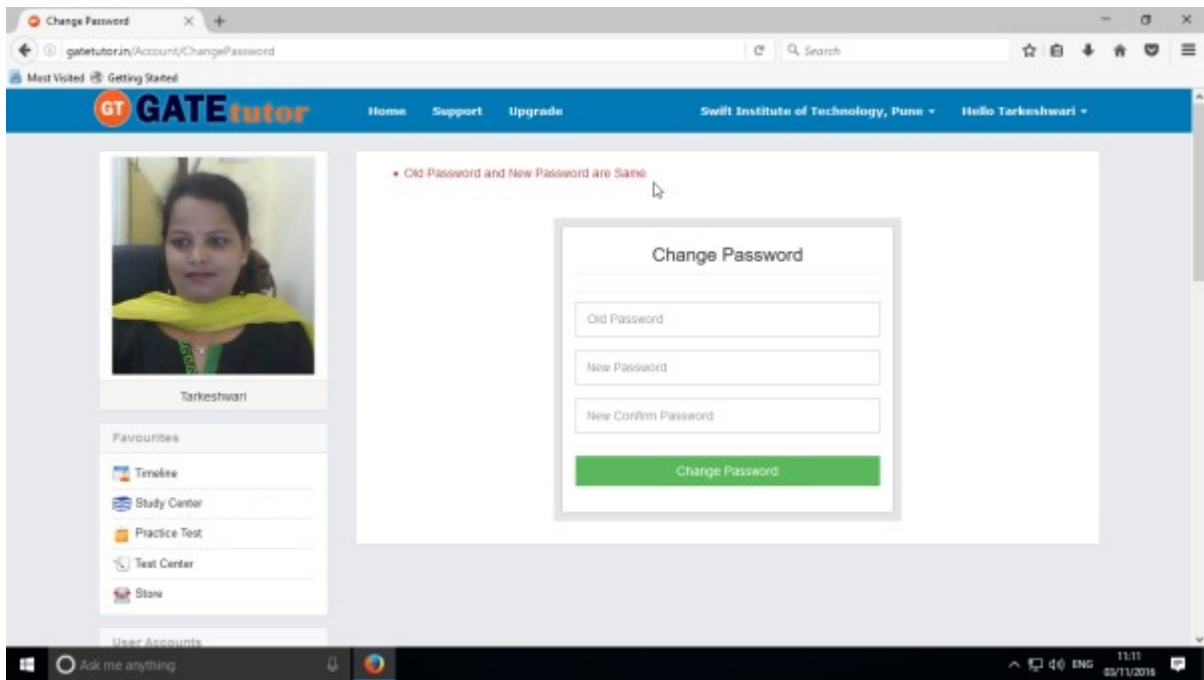 Change Password
gatetutor.in/Account/ChangePassword
Search
Most Visited Getting Started
GT GATEtutor Home Support Upgrade Swift Institute of Technology, Pune Hello Tarkeshwari
Old Password and New Password are Same.
Change Password
Old Password
New Password
New Confirm Password
Change Password
Tarkeshwari
Favourites
Timeline
Study Center
Practice Test
Test Center
Store
User Accounts
Ask me anything
ENG
11:11
03/11/2016